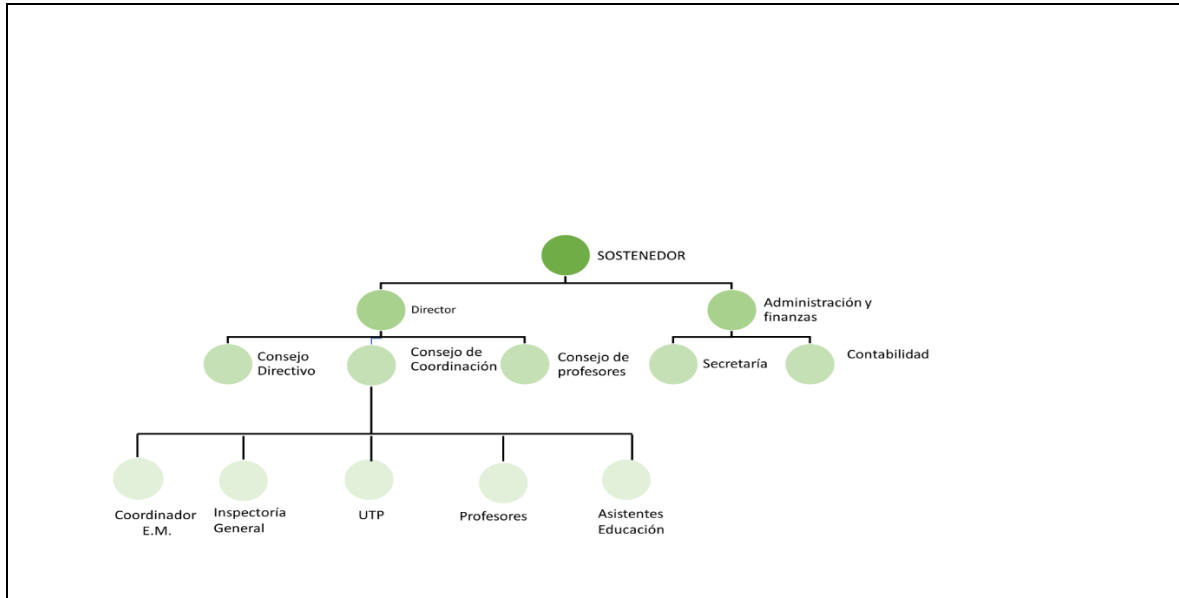 SOSTENEDOR
Director
Administración y
finanzas
Consejo
Directivo
Consejo de
Coordinación
Consejo de
profesores
Secretaría
Contabilidad
Coordinador
E.M.
Inspectoría
General
UTP
Profesores
Asistentes
Educación